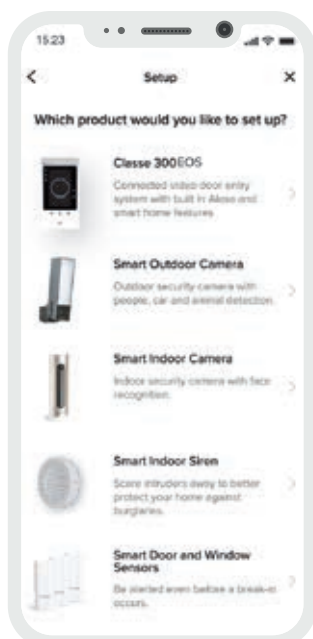 15:23
Setup
Which product would you like to set up?
Classe 300EOS
Connected video door entry
system with built in Alexa and
smart home features
Smart Outdoor Camera
Outdoor security camera with
people, car and animal detection.
Smart Indoor Camera
Indoor security camera with face
recognition.
Smart Indoor Siren
Scare intruders away to better
protect your home against
burglaries.
Smart Door and Window
Sensors
Be alerted even before a break-in
occurs.